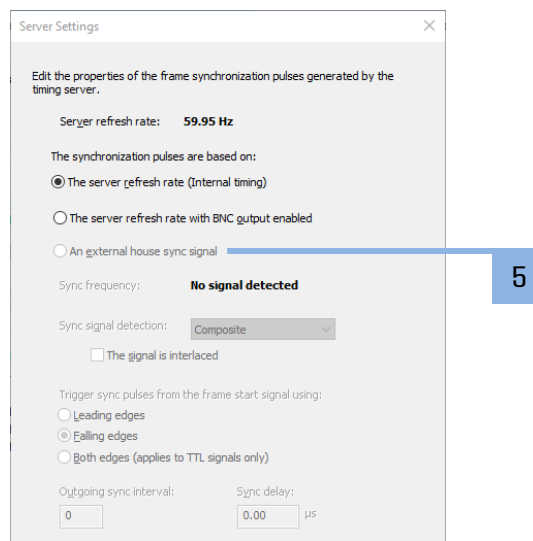 Server Settings
Edit the properties of the frame synchronization pulses generated by the
timing server.
Server refresh rate: 59.95 Hz
The synchronization pulses are based on:
The server refresh rate (Internal timing)
The server refresh rate with BNC output enabled
An external house sync signal
5
Sync frequency: No signal detected
Sync signal detection: Composite
The signal is interlaced
Trigger sync pulses from the frame start signal using:
Leading edges
Falling edges
Both edges (applies to TTL signals only)
Outgoing sync interval: Sync delay:
0 0.00 µs